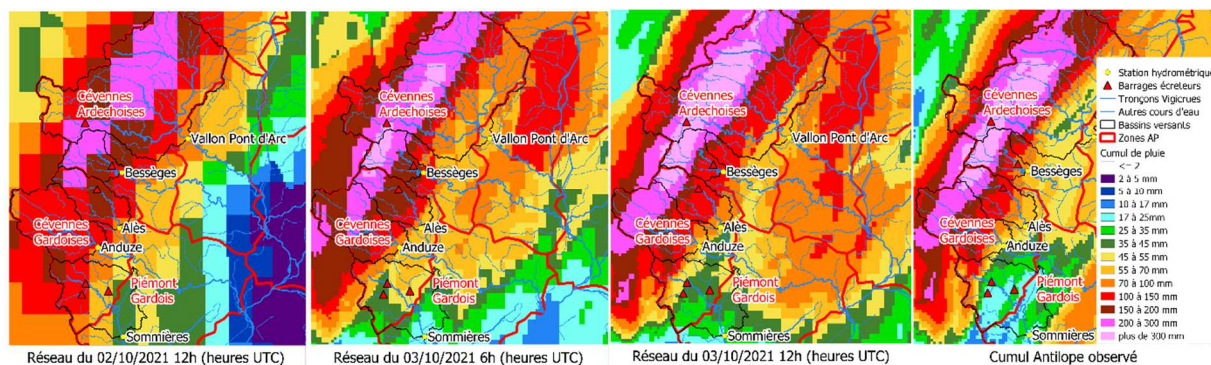 Cévennes
Ardechoises
Vallon Pont d'Arc
Bessèges
Cévennes
Gardoises
Alès
Anduze
Piémont
Gardois
Sommières
Réseau du 02/10/2021 12h (heures UTC)
Cévennes
Ardechoises
Vallon Pont d'Arc
Bessèges
Cévennes
Gardoises
Alès
Anduze
Piémont
Gardois
Sommières
Réseau du 03/10/2021 6h (heures UTC)
Cévennes
Ardechoises
Vallon Pont d'Arc
Bessèges
Cévennes
Gardoises
Alès
Anduze
Piémont
Gardois
Sommières
Réseau du 03/10/2021 12h (heures UTC)
Cévennes
Ardechoises
Bessèges
Cévennes
Gardoises
Alès
Anduze
Piémont
Gardois
Sommières
Cumul Antilope observé
Station hydrométrique
Barrages écreteurs
Tronçons Vigicrues
Autres cours d'eau
Bassins versants
Zones AP
Cumul de pluie
<= 2
2 à 5 mm
5 à 10 mm
10 à 17 mm
17 à 25mm
25 à 35 mm
35 à 45 mm
45 à 55 mm
55 à 70 mm
70 à 100 mm
100 à 150 mm
150 à 200 mm
200 à 300 mm
plus de 300 mm